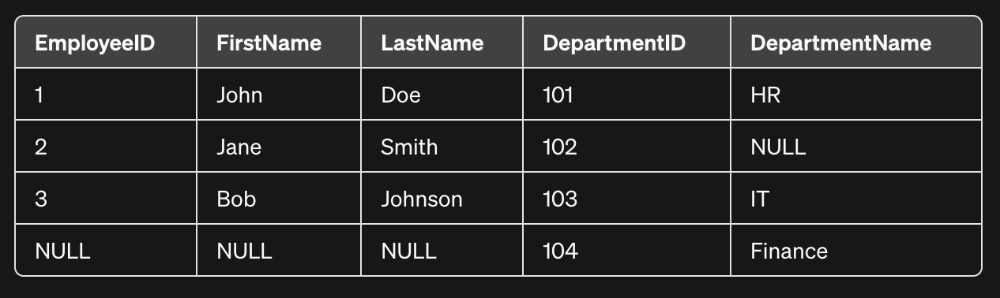 EmployeeID FirstName LastName DepartmentID DepartmentName
1 John Doe 101 HR
2 Jane Smith 102 NULL
3 Bob Johnson 103 IT
NULL NULL NULL 104 Finance